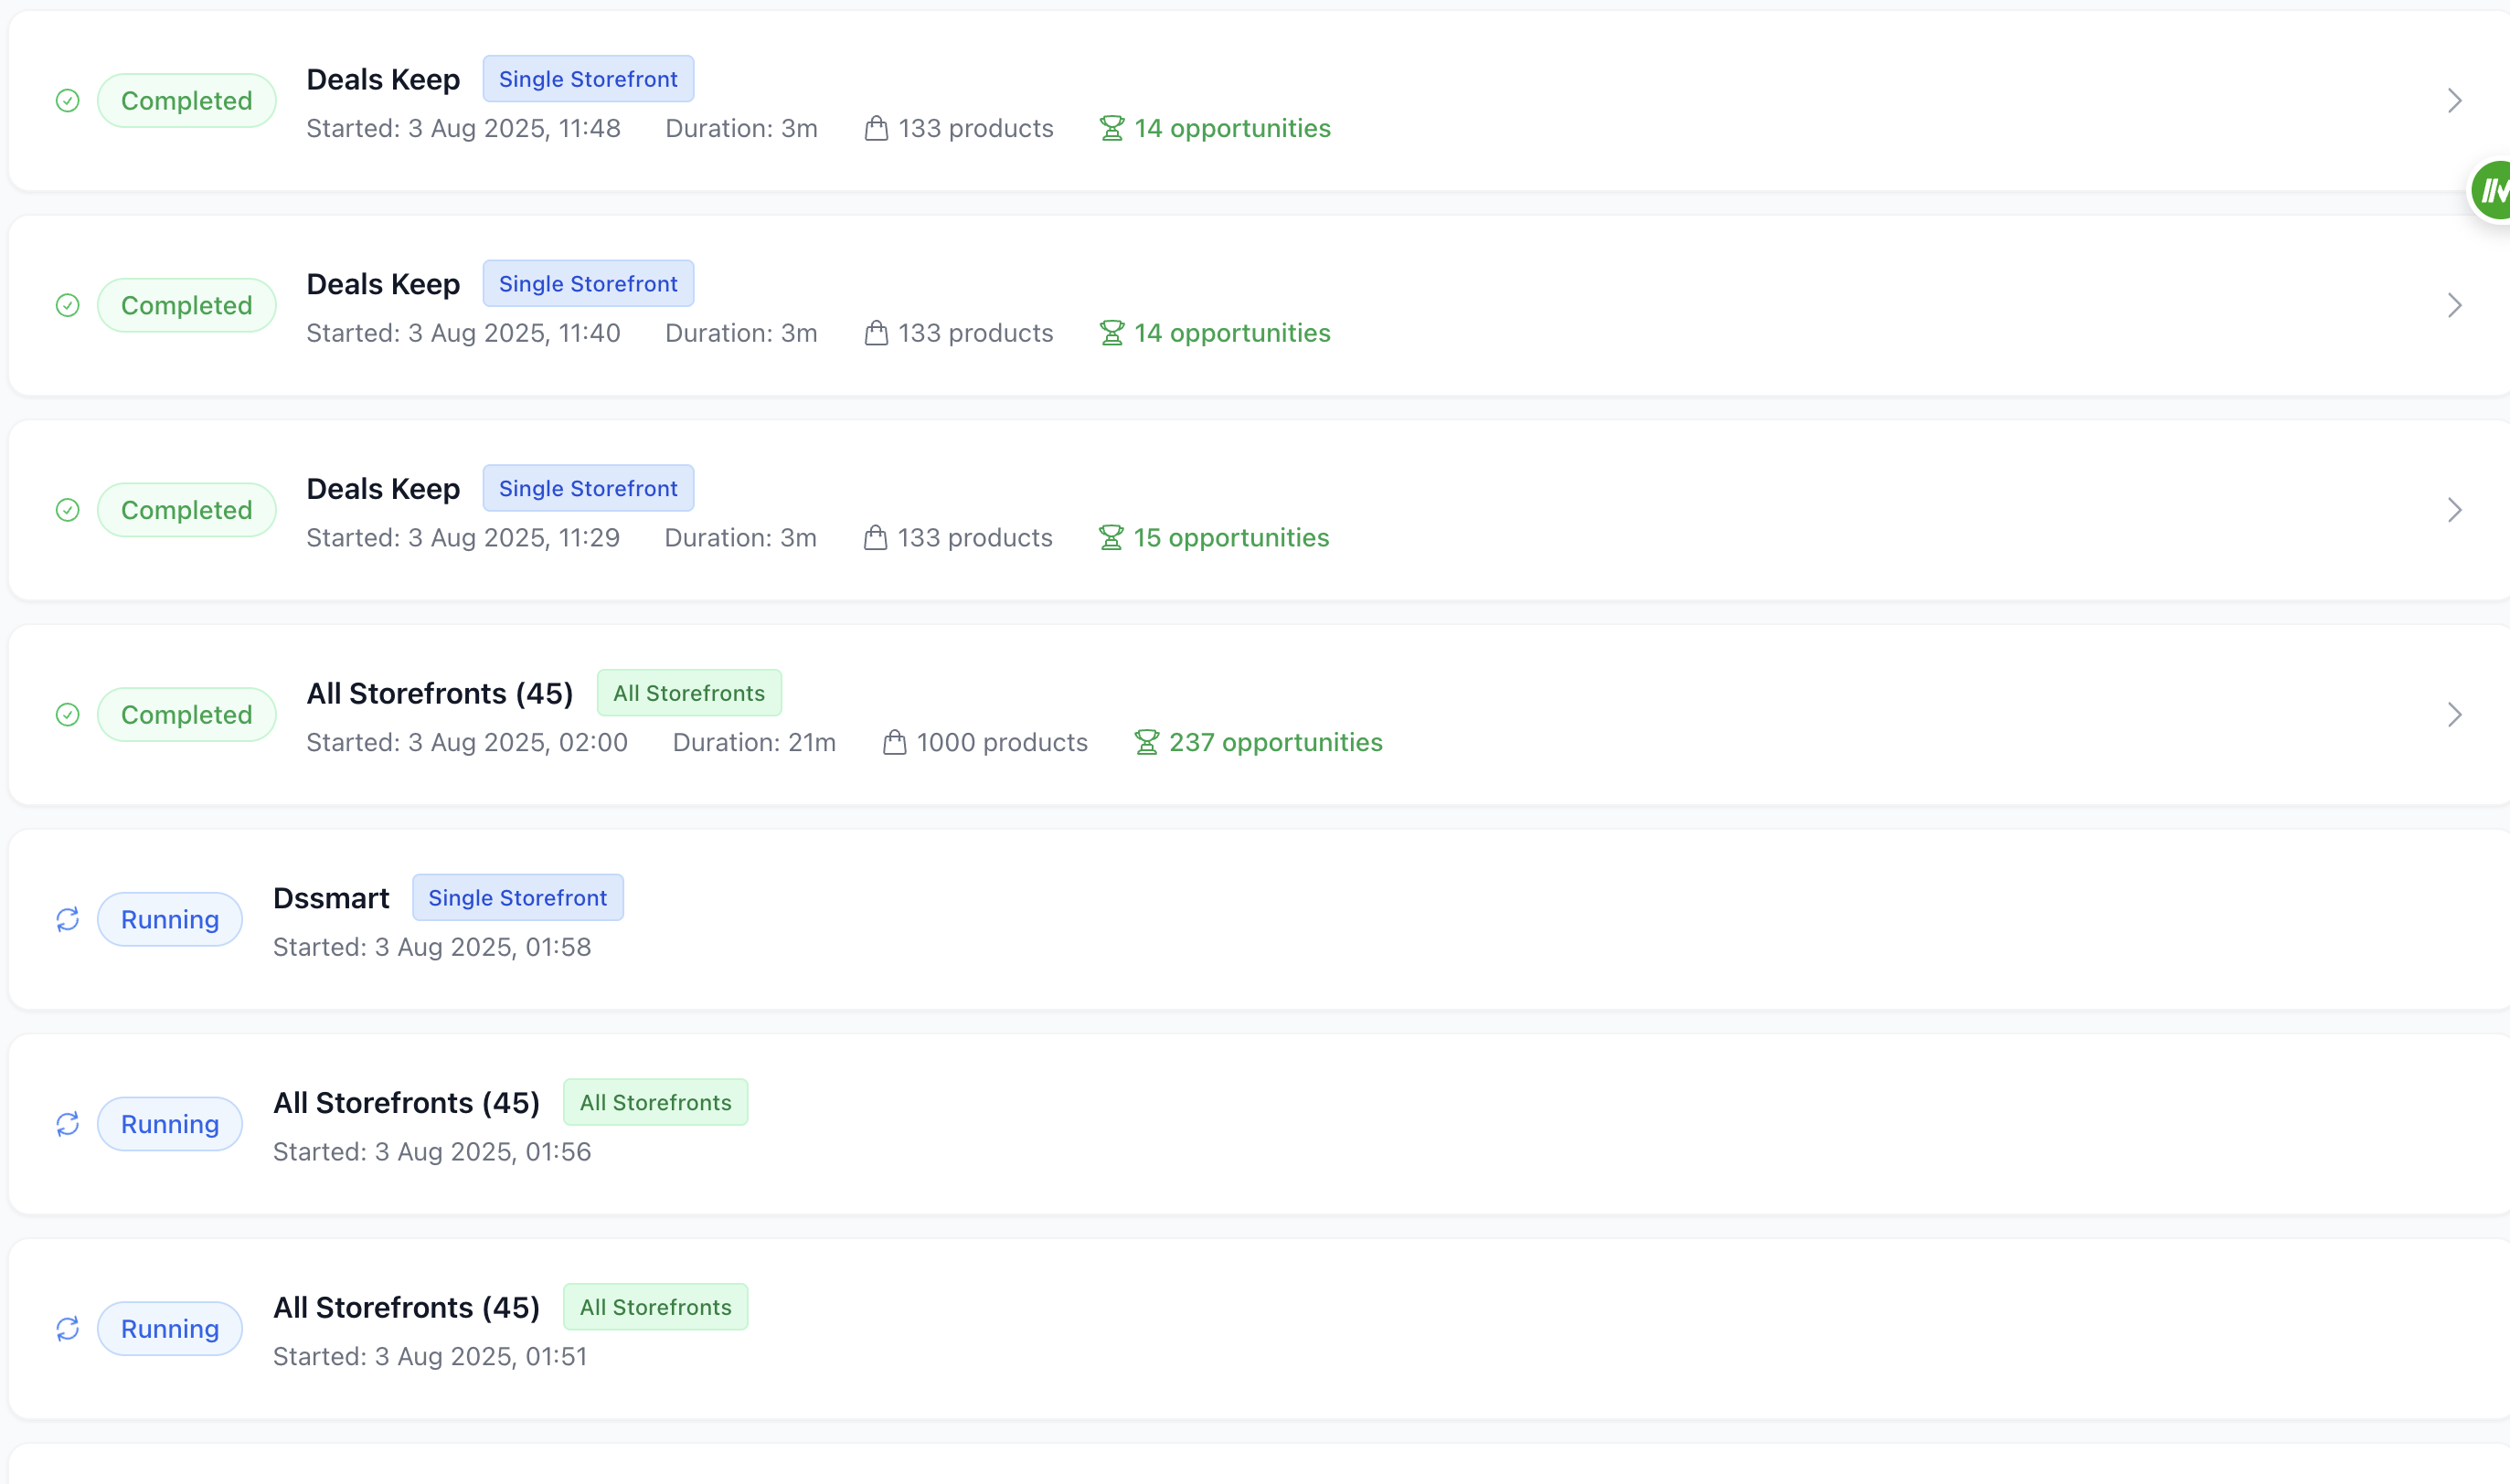 Completed
Deals Keep Single Storefront
Started: 3 Aug 2025, 11:48 Duration: 3m 133 products 14 opportunities
Completed
Deals Keep Single Storefront
Started: 3 Aug 2025, 11:40 Duration: 3m 133 products 14 opportunities
Completed
Deals Keep Single Storefront
Started: 3 Aug 2025, 11:29 Duration: 3m 133 products 15 opportunities
Completed
All Storefronts (45) All Storefronts
Started: 3 Aug 2025, 02:00 Duration: 21m 1000 products 237 opportunities
Running
Dssmart Single Storefront
Started: 3 Aug 2025, 01:58
Running
All Storefronts (45) All Storefronts
Started: 3 Aug 2025, 01:56
Running
All Storefronts (45) All Storefronts
Started: 3 Aug 2025, 01:51